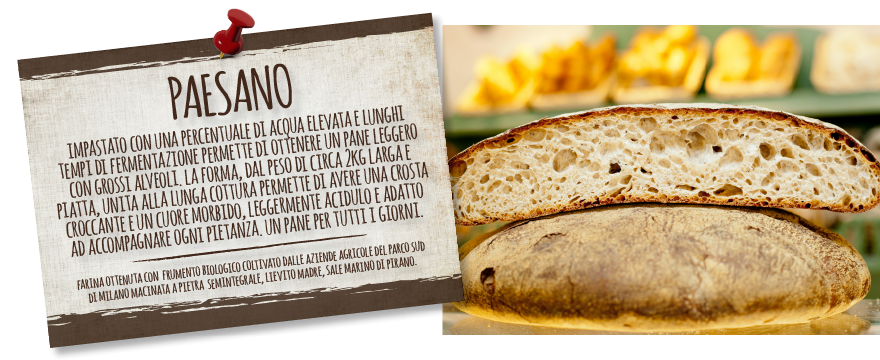 PAESANO
IMPASTATO CON UNA PERCENTUALE DI ACQUA ELEVATA E LUNGHI
TEMPI DI FERMENTAZIONE PERMETTE DI OTTENERE UN PANE LEGGERO
CON GROSSI ALVEOLI. LA FORMA, DAL PESO DI CIRCA 2KG LARGA E
PIATTA, UNITA ALLA LUNGA COTTURA PERMETTE DI AVERE UNA CROSTA
CROCCANTE E UN CUORE MORBIDO, LEGGERMENTE ACIDULO E ADATTO
AD ACCOMPAGNARE OGNI PIETANZA. UN PANE PER TUTTI I GIORNI.
FARINA OTTENUTA CON FRUMENTO BIOLOGICO COLTIVATO DALLE AZIENDE AGRICOLE DEL PARCO SUD
DI MILANO MACINATA A PIETRA SEMINTEGRALE, LIEVITO MADRE, SALE MARINO DI PIRANO.